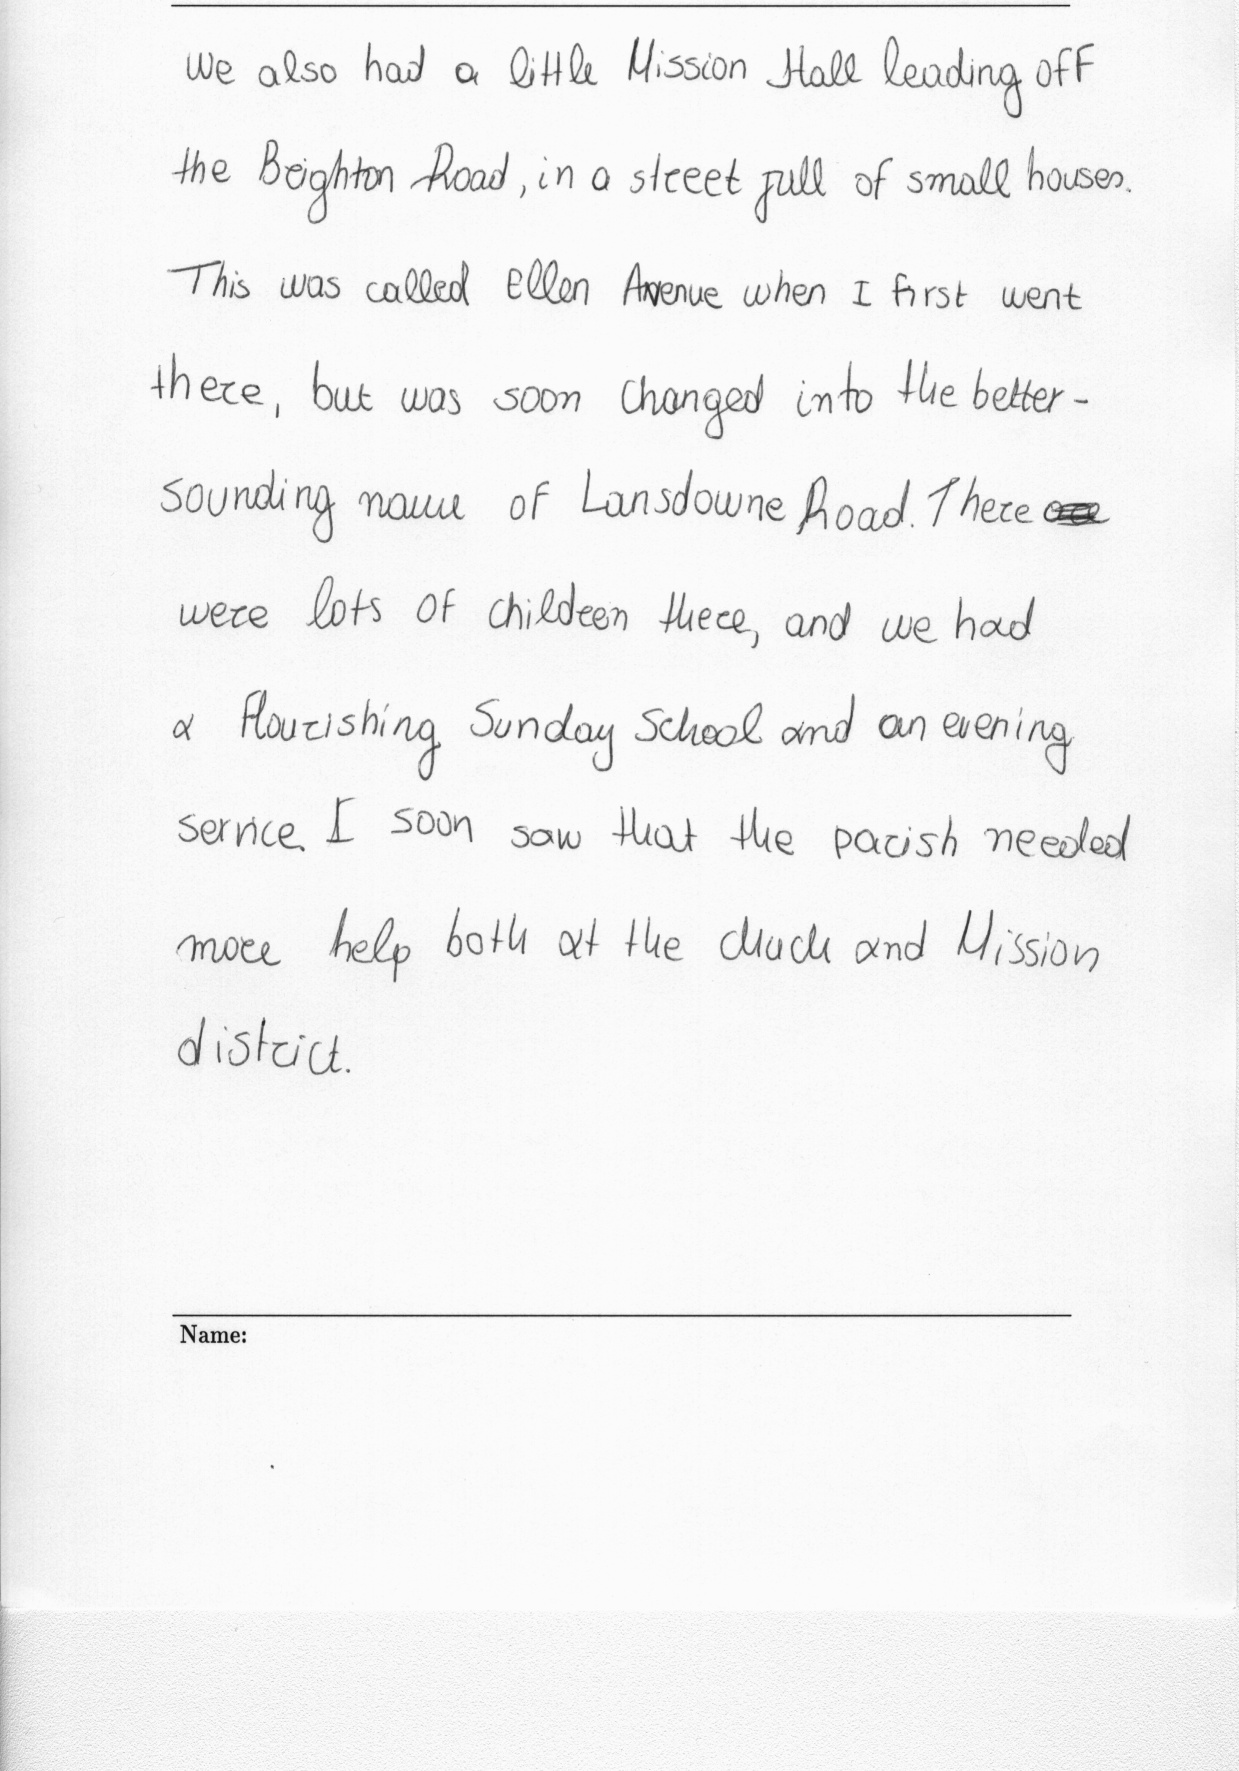 We also had a little Mission Hall leading off
the Brighton Road, in a street full of small houses.
This was called Ellen Avenue when I first went
there, but was soon changed into the better-
sounding name of Lansdowne Road. There
were lots of children there, and we had
a flourishing Sunday School and an evening
service. I soon saw that the parish needed
more help both at the church and Mission
district.
Name: